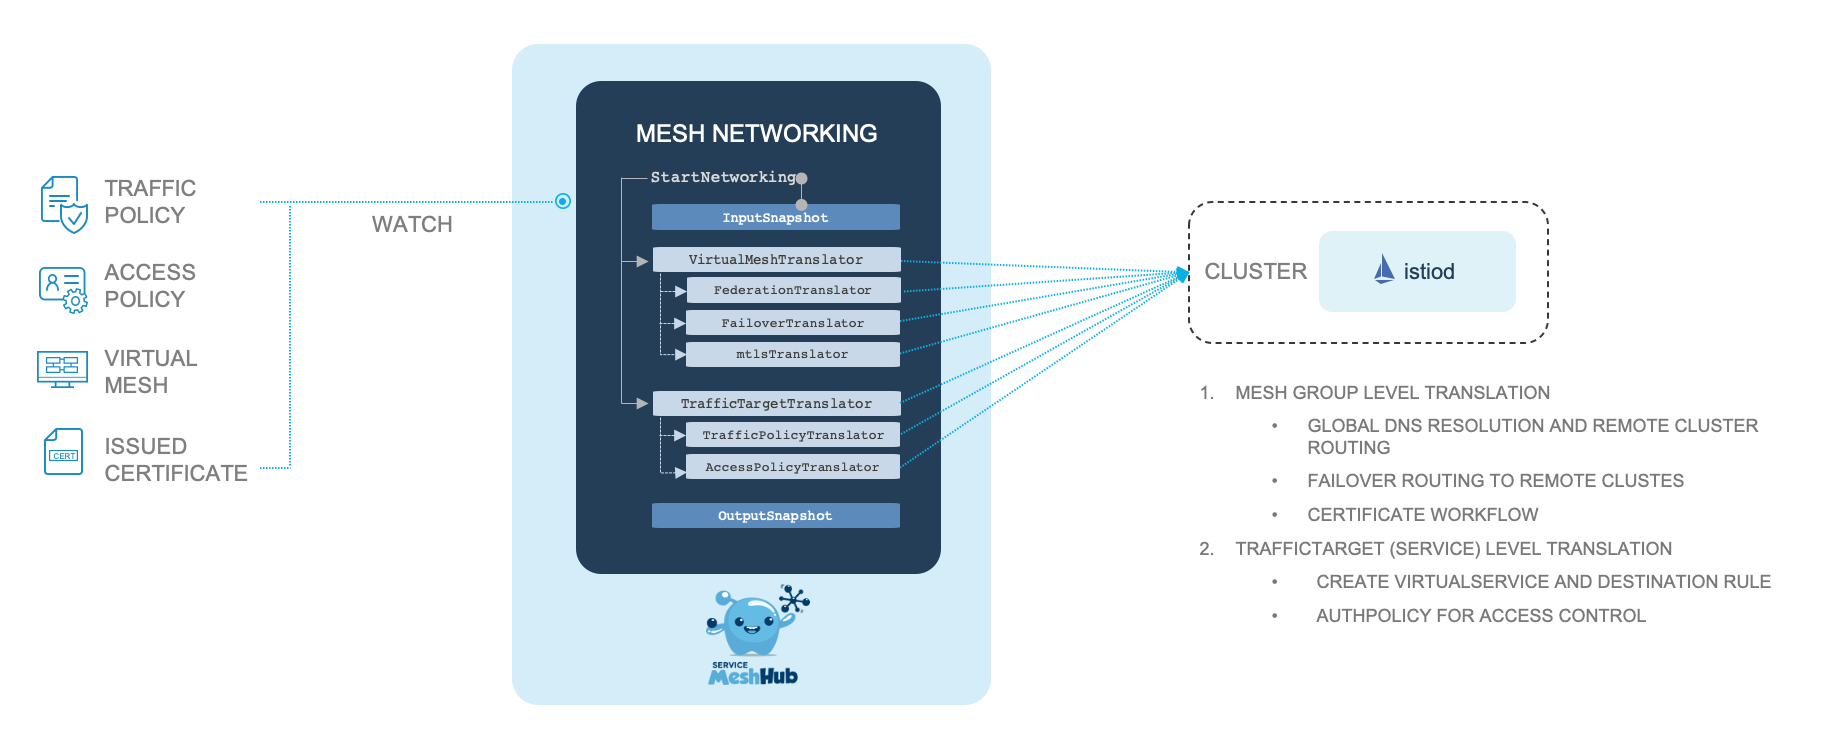 TRAFFIC
POLICY
ACCESS
POLICY
VIRTUAL
MESH
CERT
ISSUED
CERTIFICATE
WATCH
MESH NETWORKING
StartNetworking
InputSnapshot
VirtualMeshTranslator
FederationTranslator
FailoverTranslator
mtlsTranslator
TrafficTargetTranslator
TrafficPolicyTranslator
AccessPolicyTranslator
OutputSnapshot
SERVICE
MeshHub
CLUSTER
istiod
1. MESH GROUP LEVEL TRANSLATION
• GLOBAL DNS RESOLUTION AND REMOTE CLUSTER
ROUTING
• FAILOVER ROUTING TO REMOTE CLUSTES
• CERTIFICATE WORKFLOW
2. TRAFFICTARGET (SERVICE) LEVEL TRANSLATION
• CREATE VIRTUALSERVICE AND DESTINATION RULE
• AUTHPOLICY FOR ACCESS CONTROL